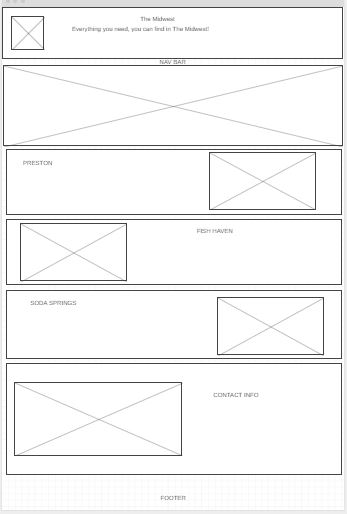 The Midwest
Everything you need, you can find in The Midwest!
NAV BAR
PRESTON
FISH HAVEN
SODA SPRINGS
CONTACT INFO
FOOTER